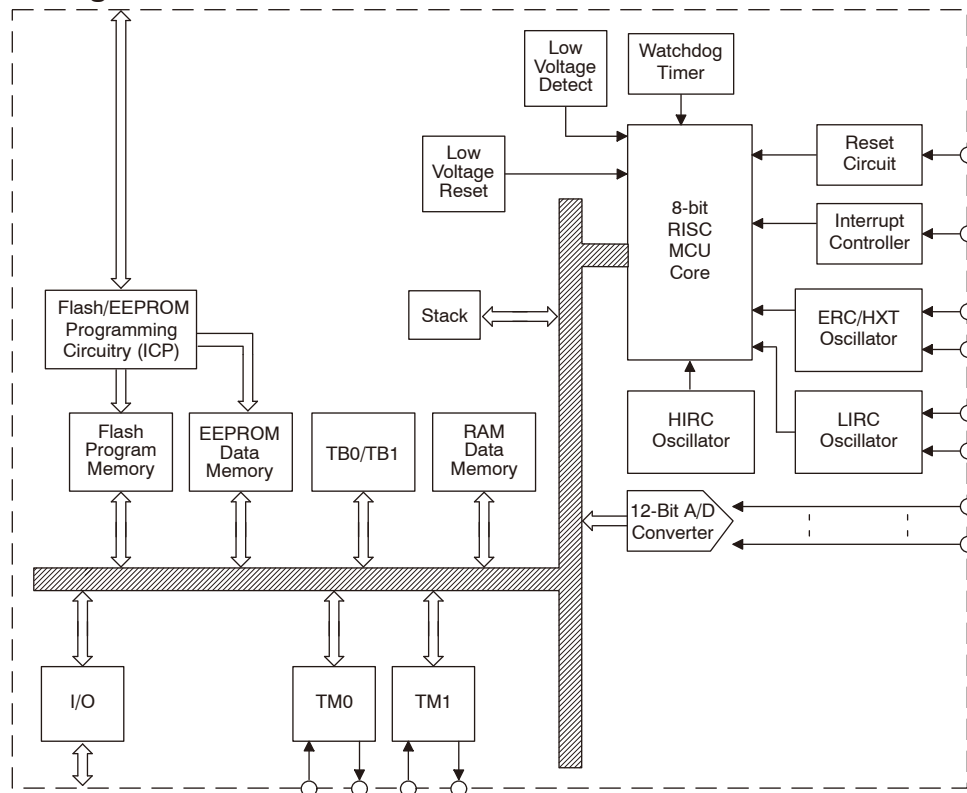 Low
Voltage
Detect
Watchdog
Timer
Low
Voltage
Reset
8-bit
RISC
MCU
Core
Reset
Circuit
Interrupt
Controller
Flash/EEPROM
Programming
Circuitry (ICP)
Stack
ERC/HXT
Oscillator
HIRC
Oscillator
LIRC
Oscillator
Flash
Program
Memory
EEPROM
Data
Memory
TB0/TB1
RAM
Data
Memory
12-Bit A/D
Converter
I/O
TM0
TM1